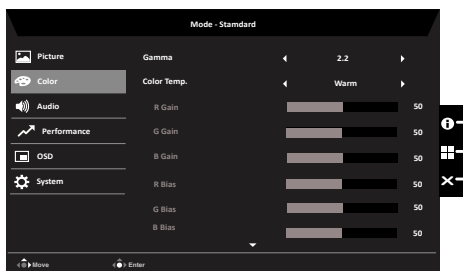 Mode - Standard
Picture
Gamma 2.2
Color
Color Temp. Warm
Audio
R Gain 50
Performance
G Gain 50
OSD
B Gain 50
System
R Bias 50
G Bias 50
B Bias 50
Move Enter